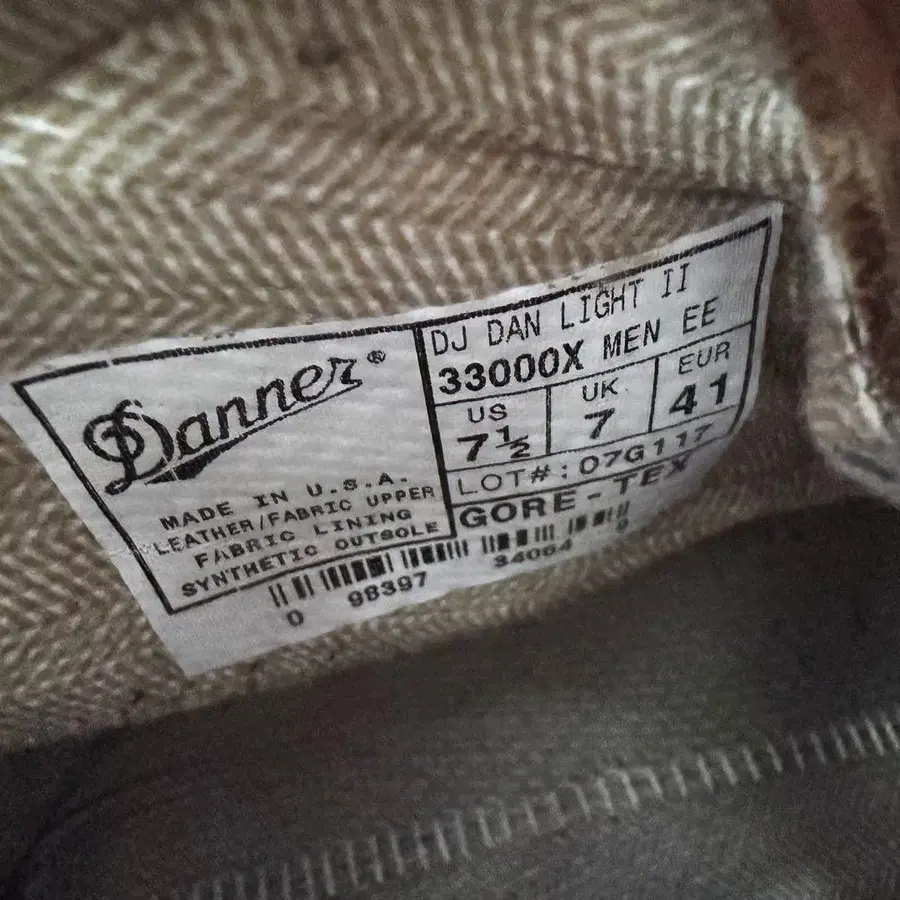 Danner®
MADE IN U.S.A.
LEATHER/FABRIC UPPER
FABRIC LINING
SYNTHETIC OUTSOLE
DJ DAN LIGHT II
33000X MEN EE
US UK EUR
7½ 7 41
LOT#:07G117
GORE-TEX
0 98397 34064 9